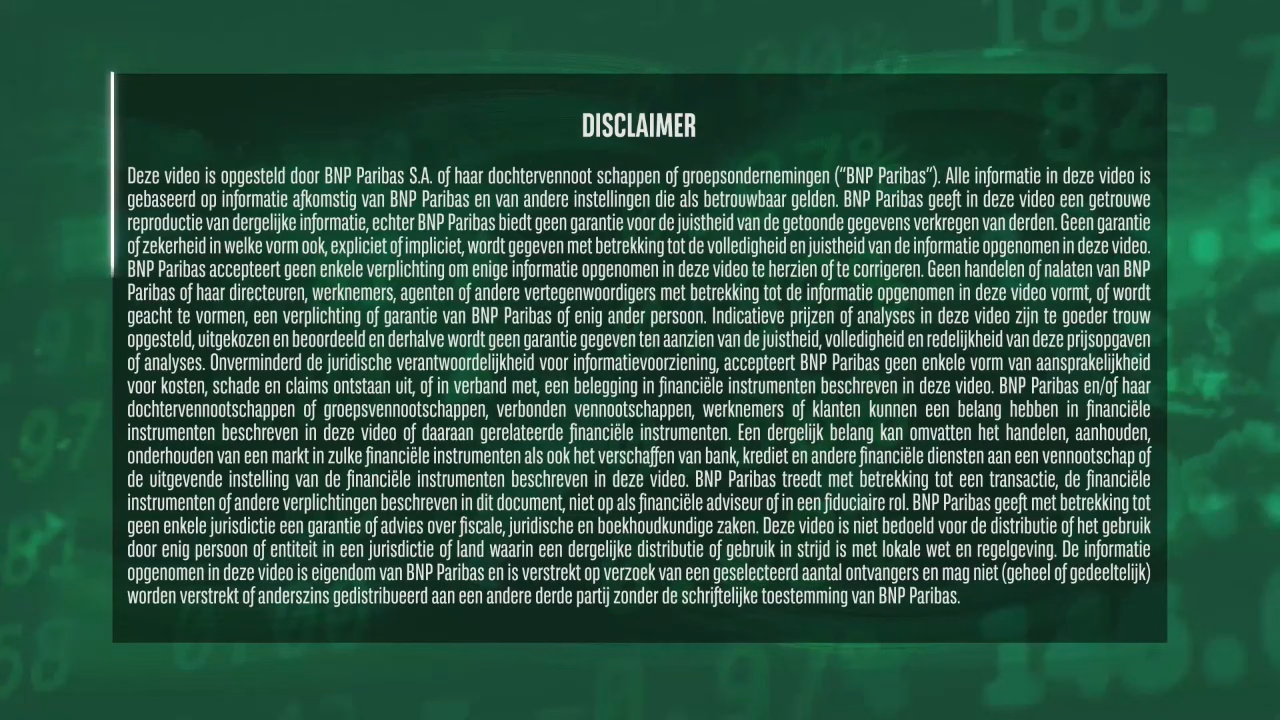 DISCLAIMER
Deze video is opgesteld door BNP Paribas S.A. of haar dochtervennoot schappen of groepsondernemingen (“BNP Paribas”). Alle informatie in deze video is
gebaseerd op informatie afkomstig van BNP Paribas en van andere instellingen die als betrouwbaar gelden. BNP Paribas geeft in deze video een getrouwe
reproductie van dergelijke informatie, echter BNP Paribas biedt geen garantie voor de juistheid van de getoonde gegevens verkregen van derden. Geen garantie
of zekerheid in welke vorm ook, expliciet of impliciet, wordt gegeven met betrekking tot de volledigheid en juistheid van de informatie opgenomen in deze video.
BNP Paribas accepteert geen enkele verplichting om enige informatie opgenomen in deze video te herzien of te corrigeren. Geen handelen of nalaten van BNP
Paribas of haar directeuren, werknemers, agenten of andere vertegenwoordigers met betrekking tot de informatie opgenomen in deze video vormt, of wordt
geacht te vormen, een verplichting of garantie van BNP Paribas of enig ander persoon. Indicatieve prijzen of analyses in deze video zijn te goeder trouw
opgesteld, uitgekozen en beoordeeld en derhalve wordt geen garantie gegeven ten aanzien van de juistheid, volledigheid en redelijkheid van deze prijsopgaven
of analyses. Onverminderd de juridische verantwoordelijkheid voor informatievoorziening, accepteert BNP Paribas geen enkele vorm van aansprakelijkheid
voor kosten, schade en claims ontstaan uit, of in verband met, een belegging in financiële instrumenten beschreven in deze video. BNP Paribas en/of haar
dochtervennootschappen of groepsvennootschappen, verbonden vennootschappen, werknemers of klanten kunnen een belang hebben in financiële
instrumenten beschreven in deze video of daaraan gerelateerde financiële instrumenten. Een dergelijk belang kan omvatten het handelen, aanhouden,
onderhouden van een markt in zulke financiële instrumenten als ook het verschaffen van bank, krediet en andere financiële diensten aan een vennootschap of
de uitgevende instelling van de financiële instrumenten beschreven in deze video. BNP Paribas treedt met betrekking tot een transactie, de financiële
instrumenten of andere verplichtingen beschreven in dit document, niet op als financiële adviseur of in een fiduciaire rol. BNP Paribas geeft met betrekking tot
geen enkele jurisdictie een garantie of advies over fiscale, juridische en boekhoudkundige zaken. Deze video is niet bedoeld voor de distributie of het gebruik
door enig persoon of entiteit in een jurisdictie of land waarin een dergelijke distributie of gebruik in strijd is met lokale wet en regelgeving. De informatie
opgenomen in deze video is eigendom van BNP Paribas en is verstrekt op verzoek van een geselecteerd aantal ontvangers en mag niet (geheel of gedeeltelijk)
worden verstrekt of anderszins gedistribueerd aan een andere derde partij zonder de schriftelijke toestemming van BNP Paribas.